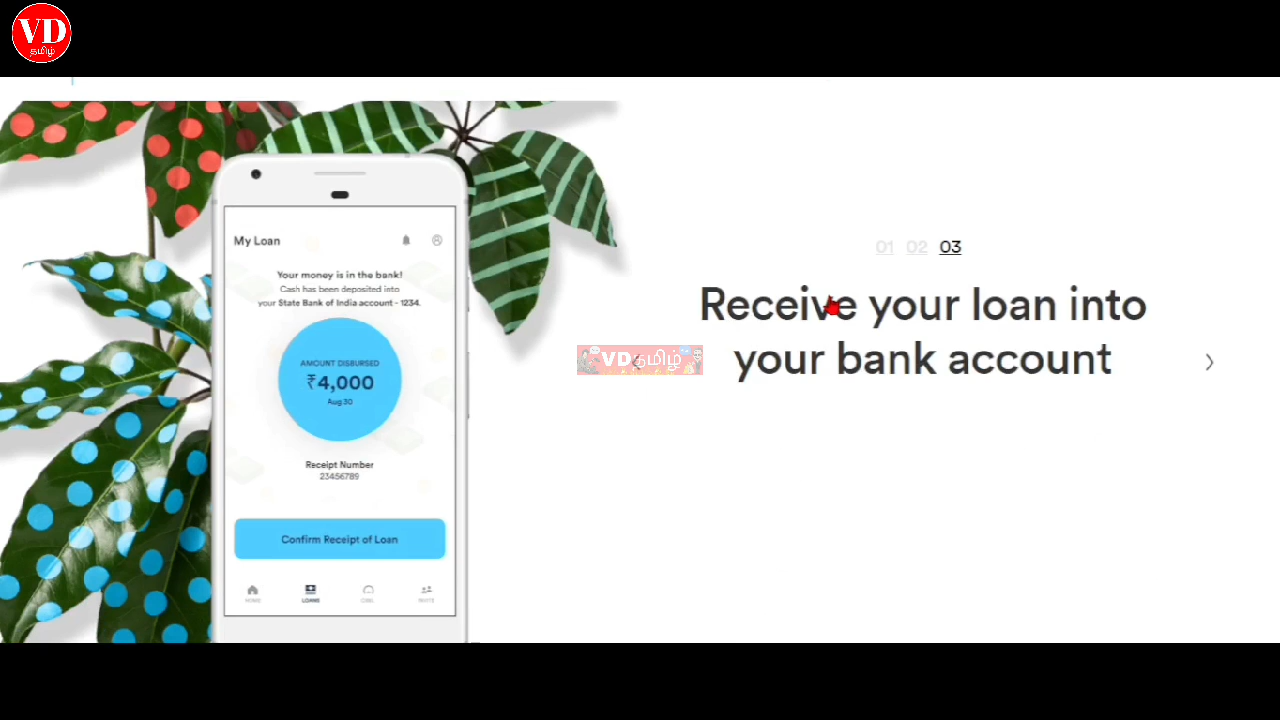 VD
தமிழ்
My Loan
Your money is in the bank!
Cash has been deposited into
your State Bank of India account - 1234.
AMOUNT DISBURSED
₹4,000
Aug 30
Receipt Number
23456789
Confirm Receipt of Loan
HOME LOANS INVITE
01 02 03
Receive your loan into
your bank account
VDதமிழ்